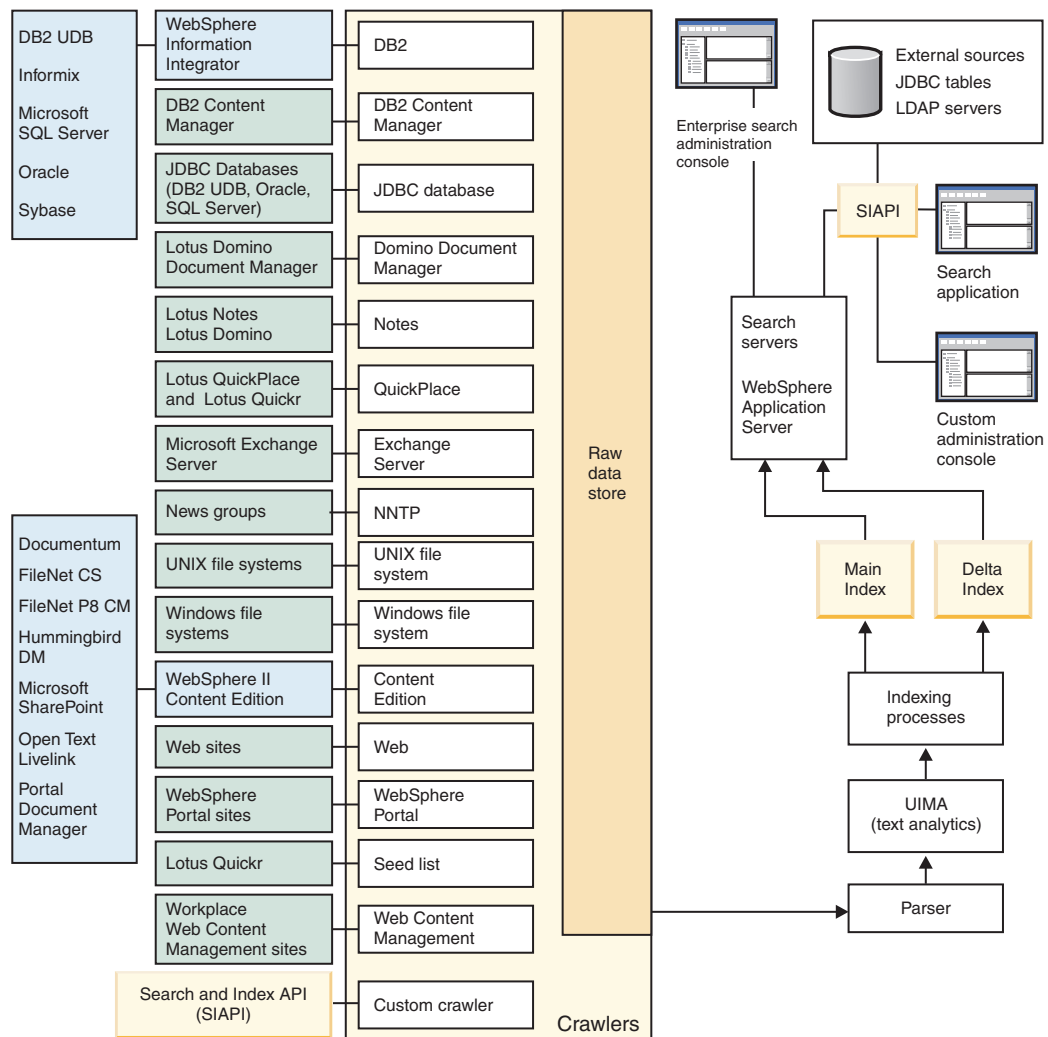 DB2 UDB
Informix
Microsoft
SQL Server
Oracle
Sybase
Documentum
FileNet CS
FileNet P8 CM
Hummingbird
DM
Microsoft
SharePoint
Open Text
Livelink
Portal
Document
Manager
WebSphere
Information
Integrator
DB2 Content
Manager
JDBC Databases
(DB2 UDB, Oracle,
SQL Server)
Lotus Domino
Document Manager
Lotus Notes
Lotus Domino
Lotus QuickPlace
and Lotus Quickr
Microsoft Exchange
Server
News groups
UNIX file systems
Windows file
systems
WebSphere II
Content Edition
Web sites
WebSphere
Portal sites
Lotus Quickr
Workplace
Web Content
Management sites
Search and Index API
(SIAPI)
DB2
DB2 Content
Manager
JDBC database
Domino Document
Manager
Notes
QuickPlace
Exchange
Server
NNTP
UNIX file
system
Windows file
system
Content
Edition
Web
WebSphere
Portal
Seed list
Web Content
Management
Custom crawler
Crawlers
Raw
data
store
Enterprise search
administration
console
External sources
JDBC tables
LDAP servers
SIAPI
Search
application
Custom
administration
console
Search
servers
WebSphere
Application
Server
Main
Index
Delta
Index
Indexing
processes
UIMA
(text analytics)
Parser